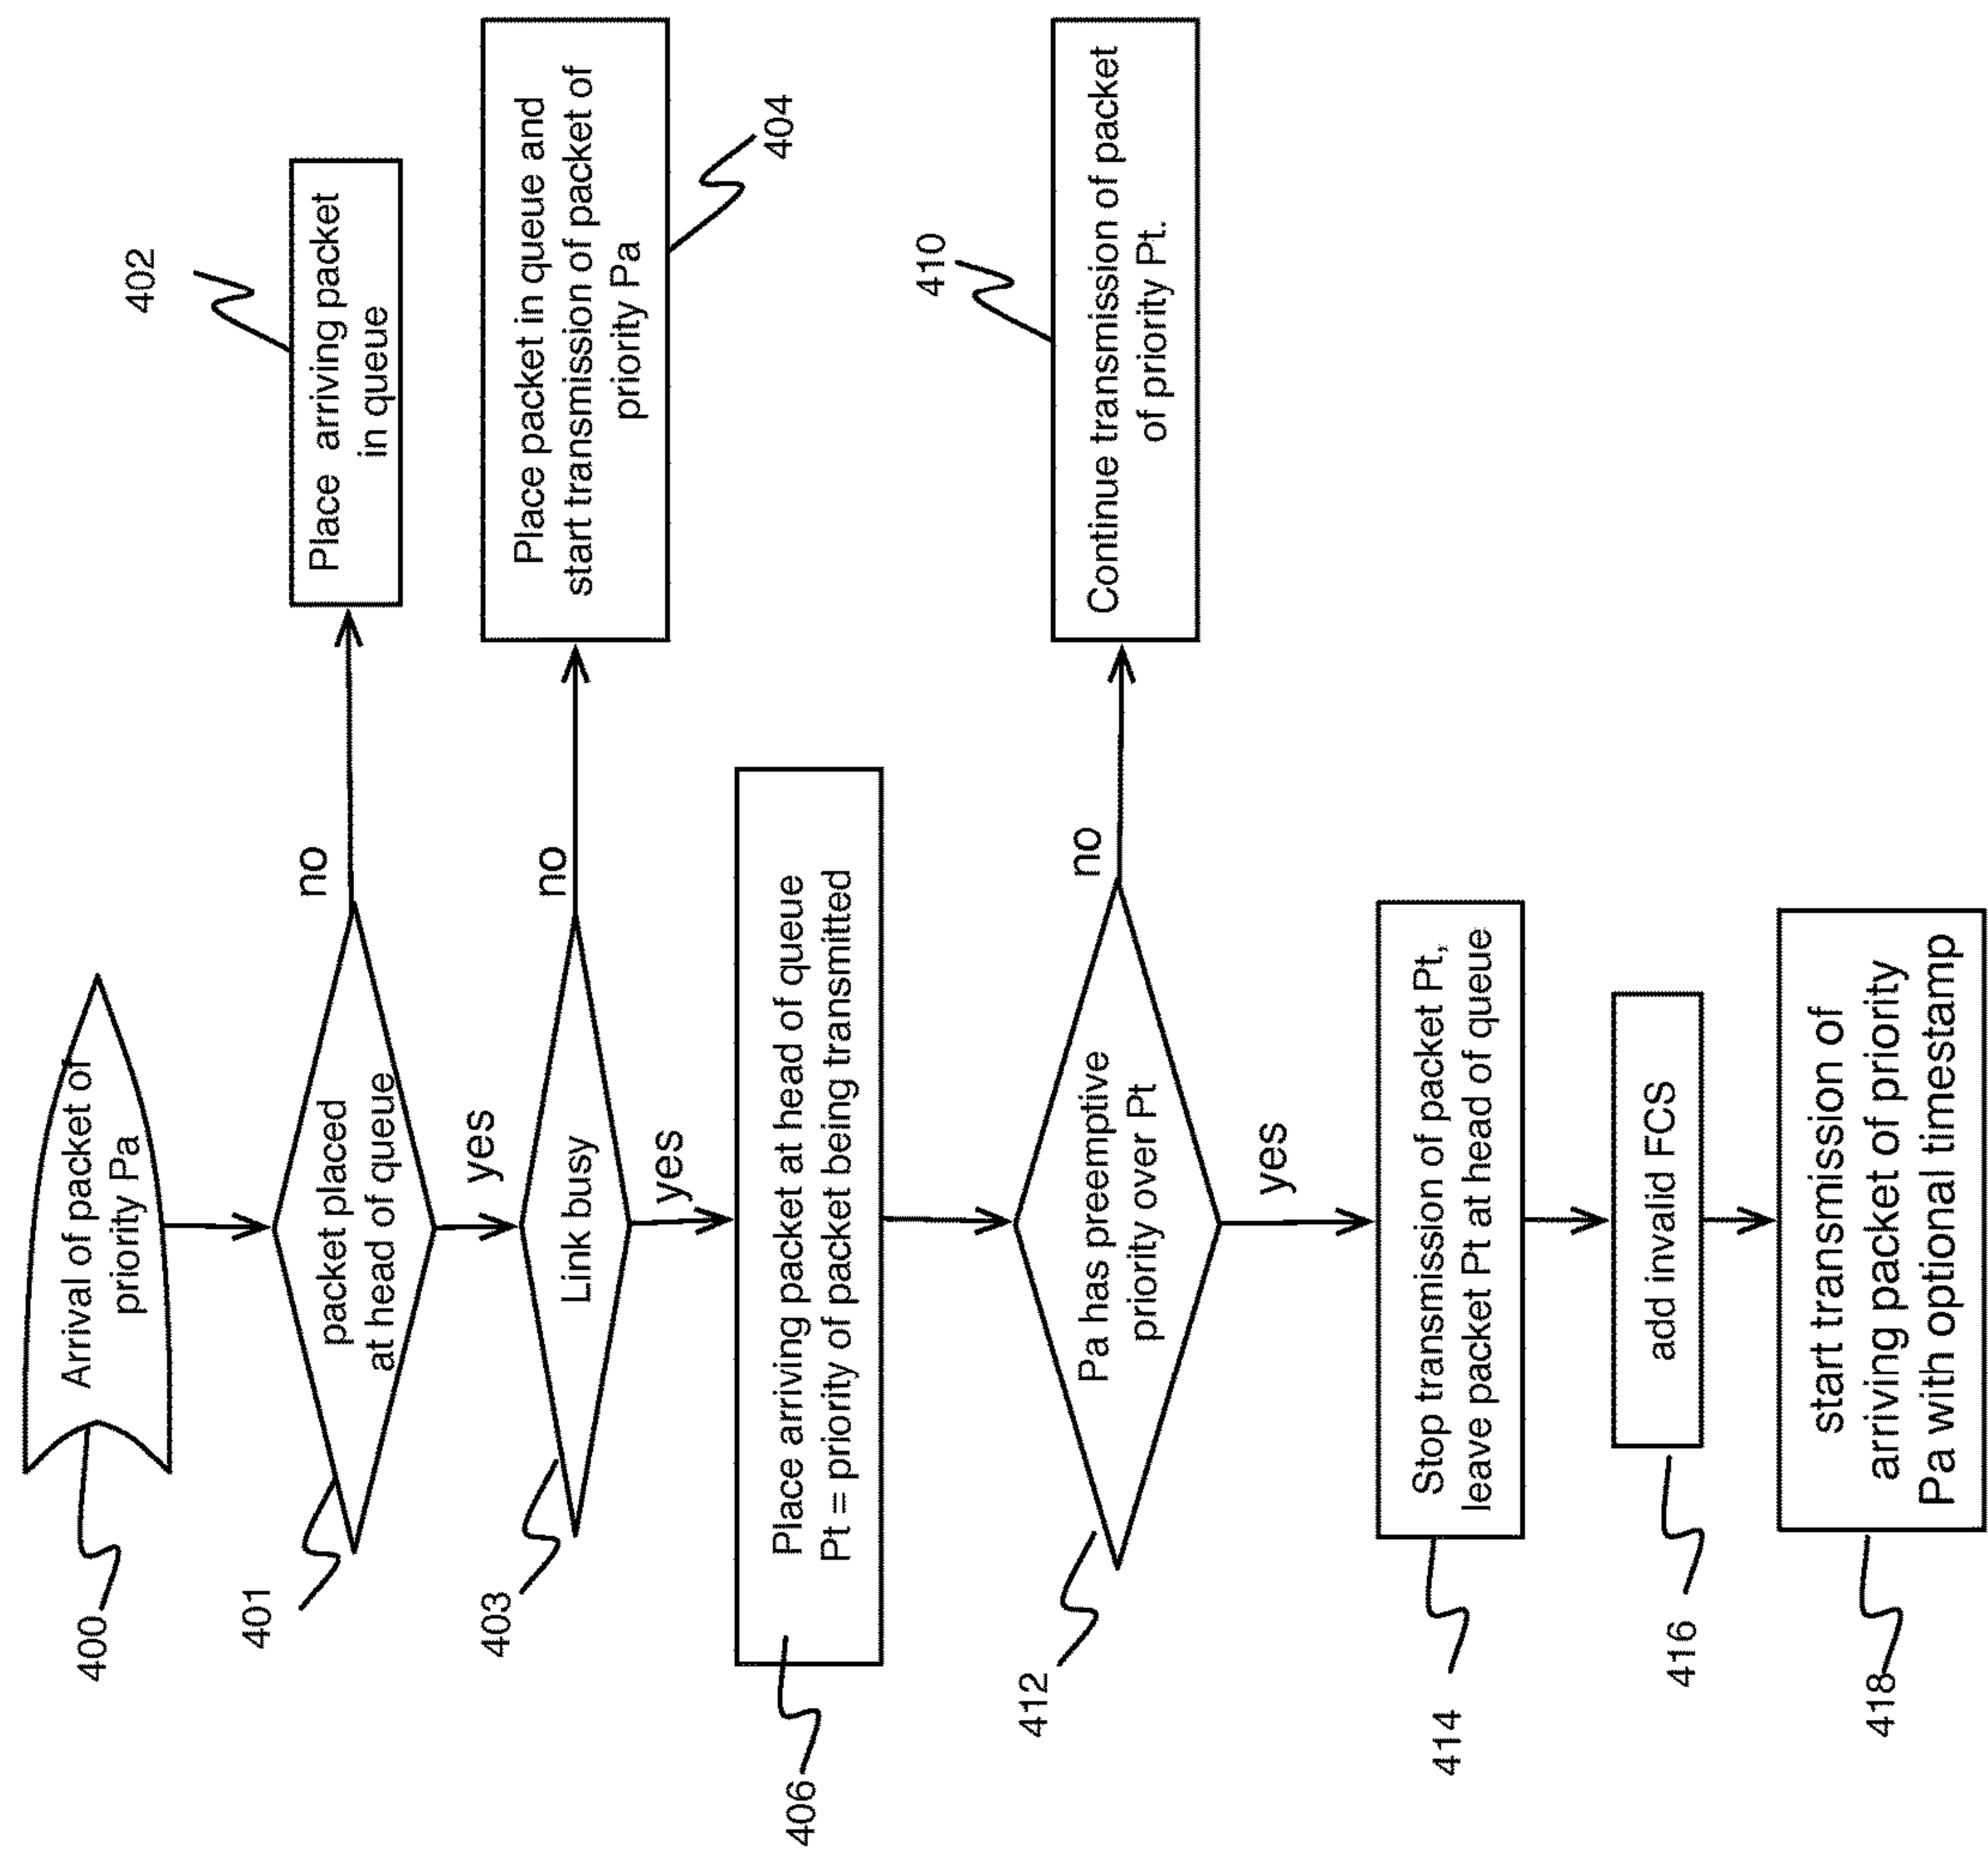 400
Arrival of packet of
priority Pa
401
packet placed
at head of queue
no
402
Place arriving packet
in queue
yes
403
Link busy
no
Place packet in queue and
start transmission of packet of
priority Pa
404
yes
406
Place arriving packet at head of queue
Pt = priority of packet being transmitted
412
Pa has preemptive
priority over Pt
no
410
Continue transmission of packet
of priority Pt.
yes
414
Stop transmission of packet Pt,
leave packet Pt at head of queue
416
add invalid FCS
418
start transmission of
arriving packet of priority
Pa with optional timestamp